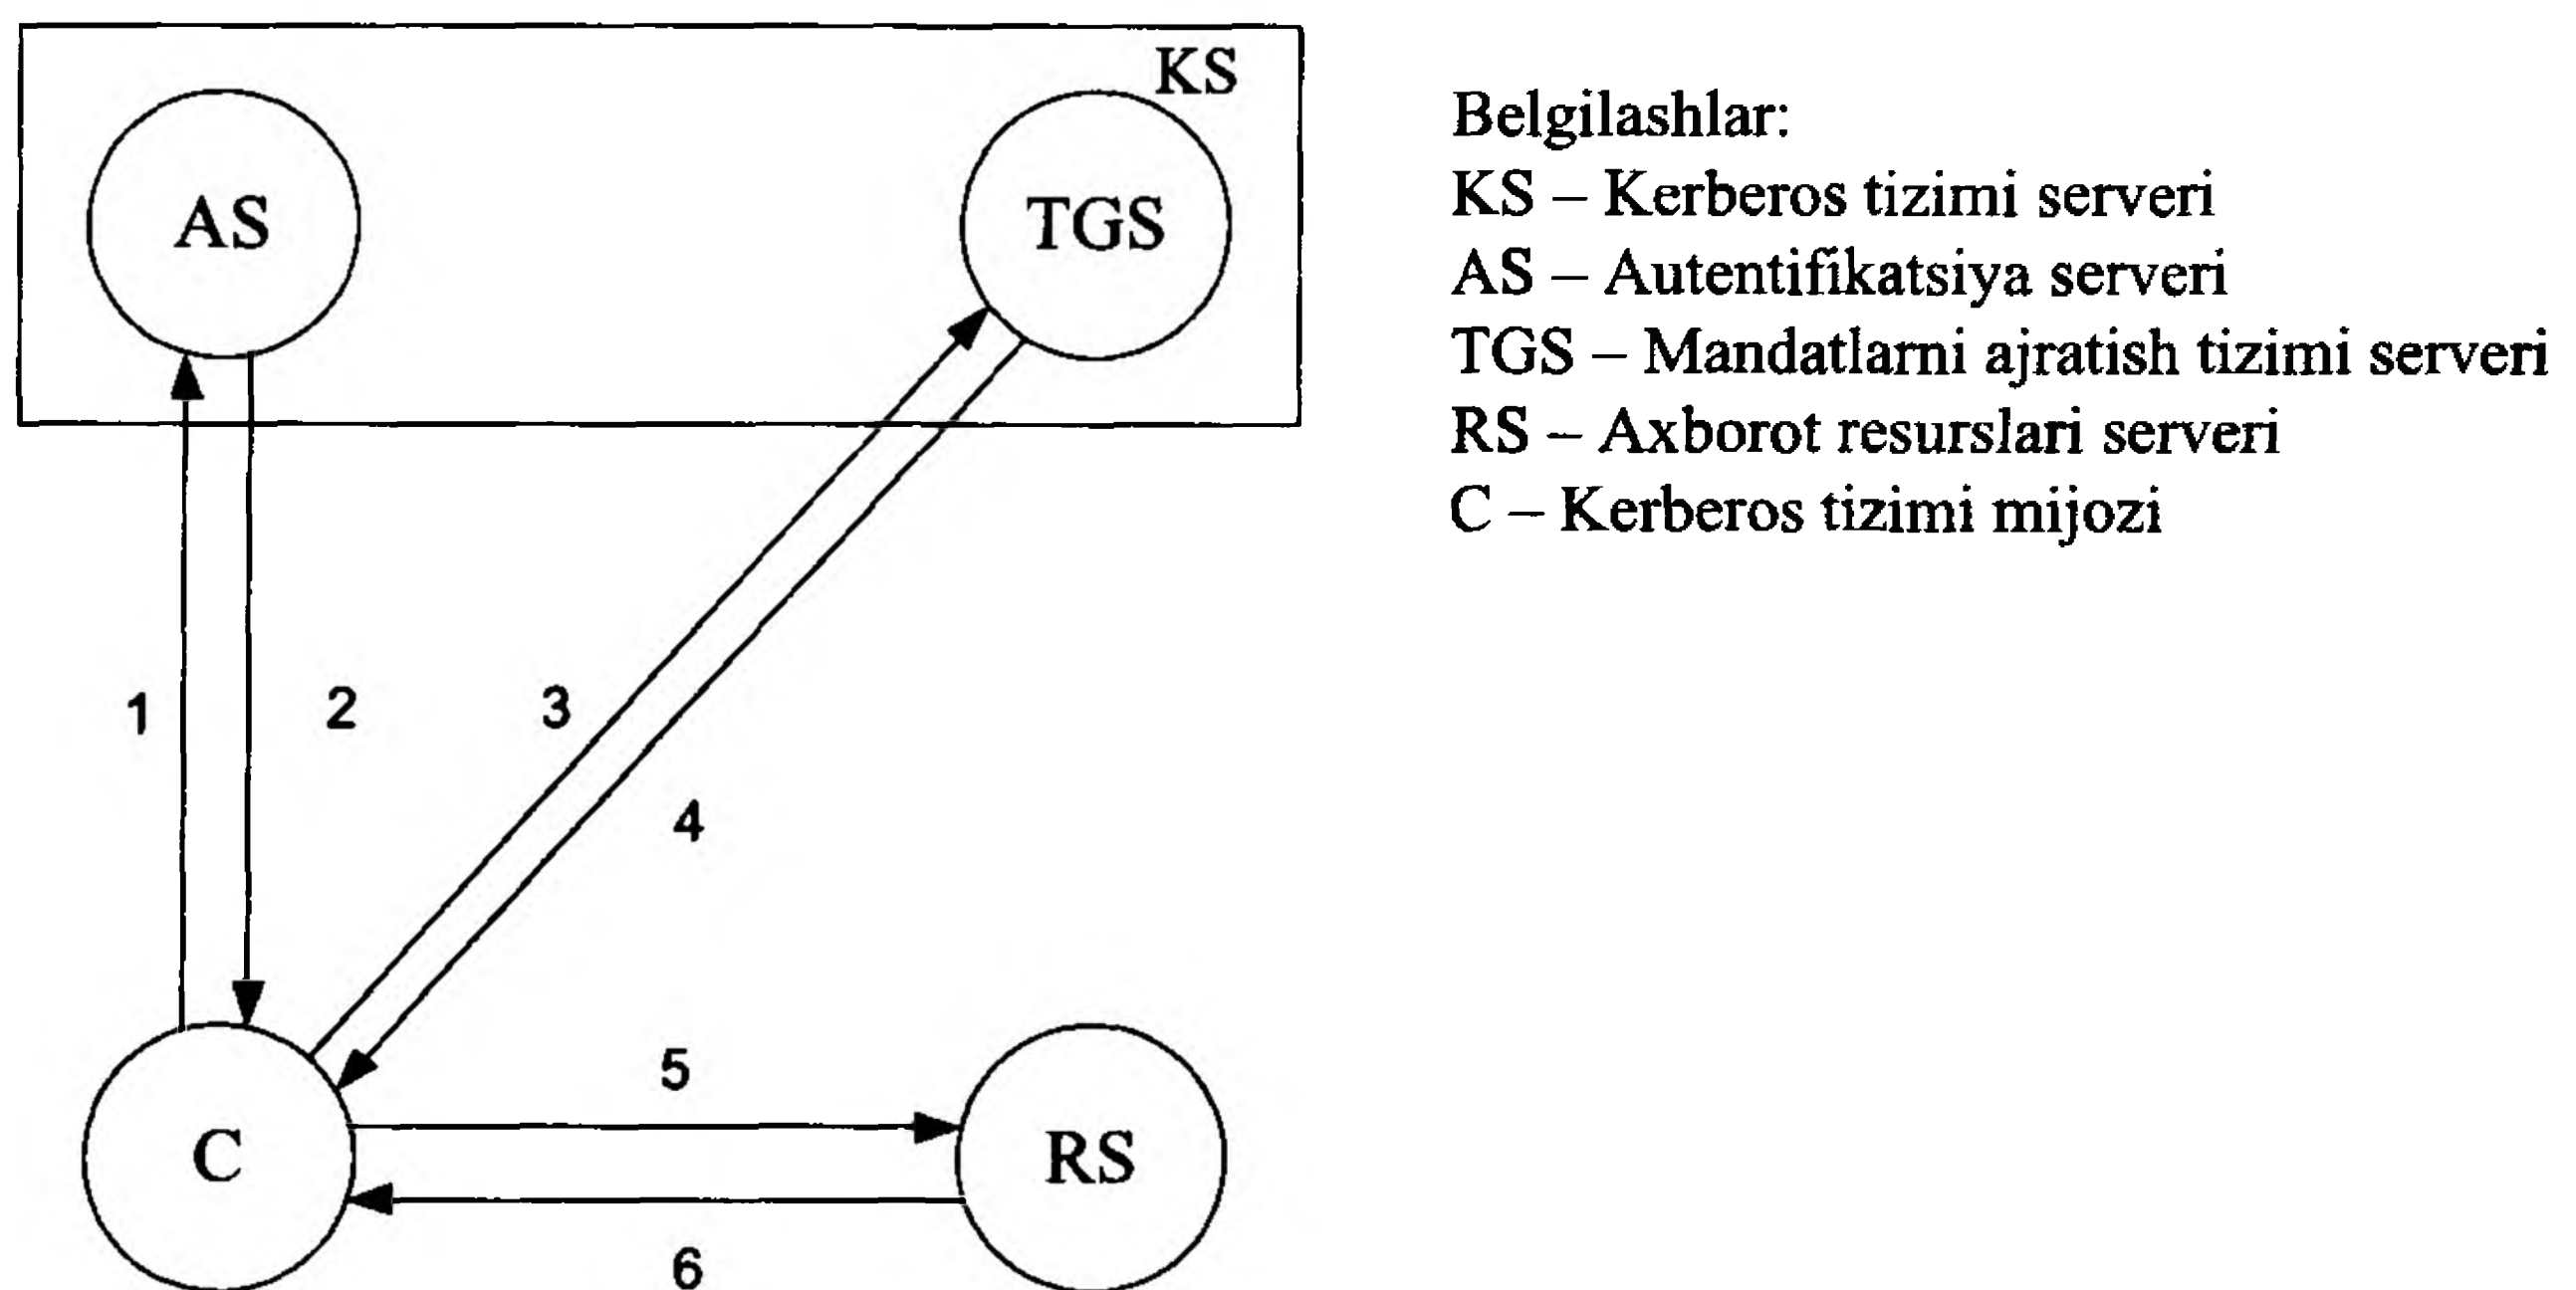 KS
AS
TGS
1
2
3
4
C
5
RS
6
Belgilashlar:
KS – Kerberos tizimi serveri
AS – Autentifikatsiya serveri
TGS – Mandatlarni ajratish tizimi serveri
RS – Axborot resurslari serveri
C – Kerberos tizimi mijozi